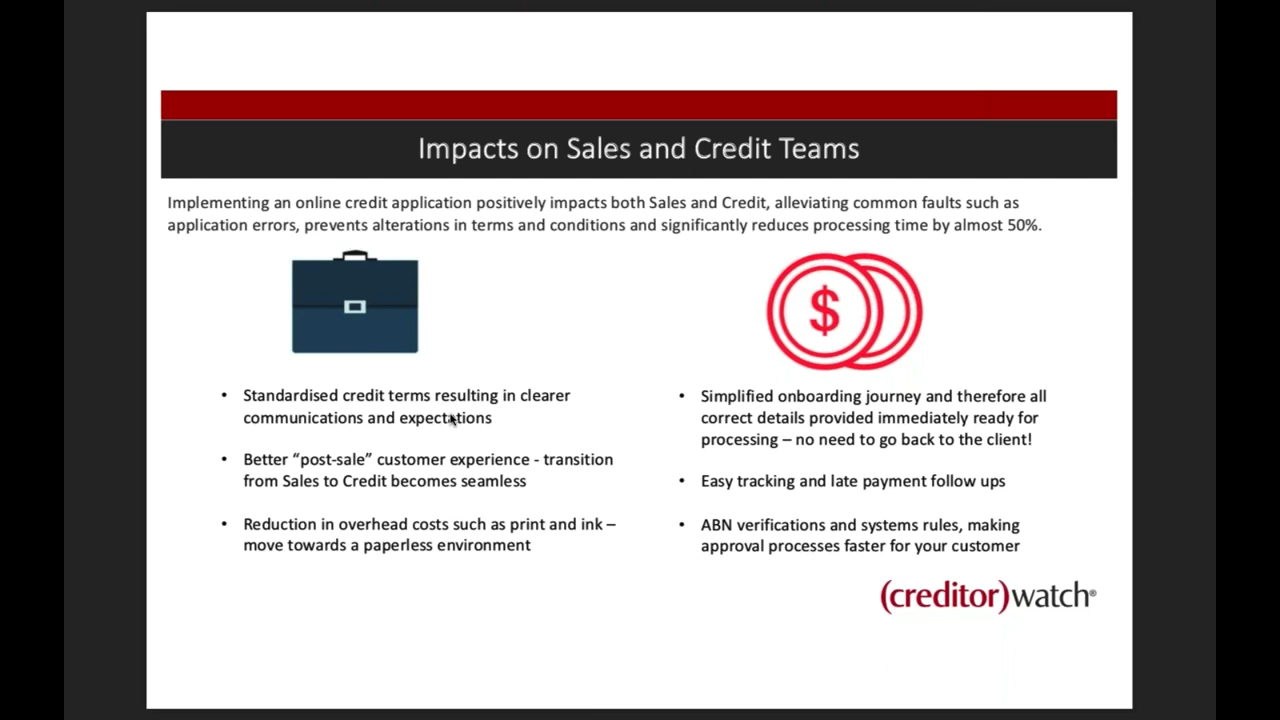 Impacts on Sales and Credit Teams
Implementing an online credit application positively impacts both Sales and Credit, alleviating common faults such as
application errors, prevents alterations in terms and conditions and significantly reduces processing time by almost 50%.
$
• Standardised credit terms resulting in clearer
communications and expectations
• Better “post-sale” customer experience - transition
from Sales to Credit becomes seamless
• Reduction in overhead costs such as print and ink –
move towards a paperless environment
• Simplified onboarding journey and therefore all
correct details provided immediately ready for
processing – no need to go back to the client!
• Easy tracking and late payment follow ups
• ABN verifications and systems rules, making
approval processes faster for your customer
(creditor)watch®